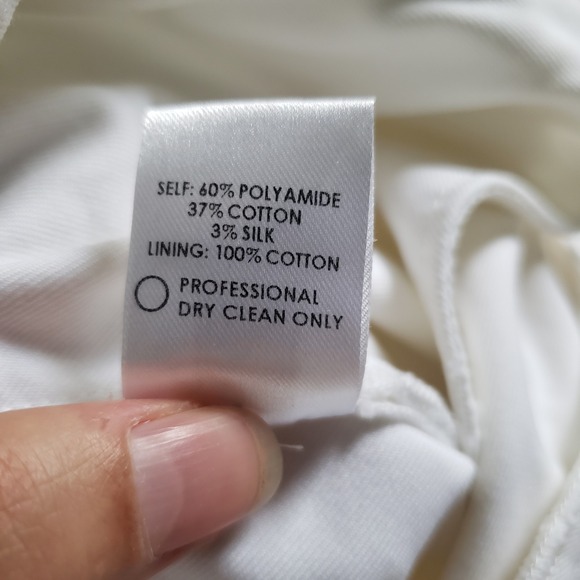 SELF: 60% POLYAMIDE
37% COTTON
3% SILK
LINING: 100% COTTON
PROFESSIONAL
DRY CLEAN ONLY